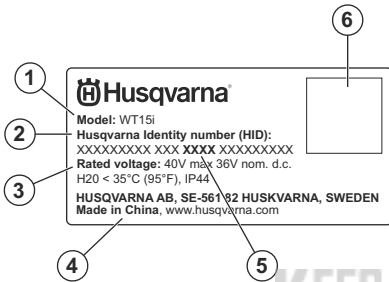 6
1
Husqvarna
Model: WT15i
2
Husqvarna Identity number (HID):
XXXXXXXXX XXX XXXX XXXXXXXXX
Rated voltage: 40V max 36V nom. d.c.
3
H20 < 35°C (95°F), IP44
HUSQVARNA AB, SE-561 82 HUSKVARNA, SWEDEN
Made in China, www.husqvarna.com
4
5